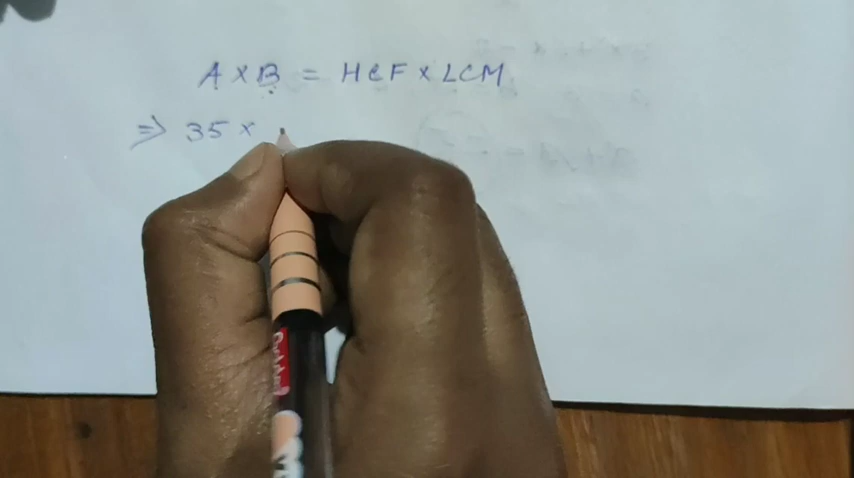 A × B = HCF × LCM
⇒ 35 ×